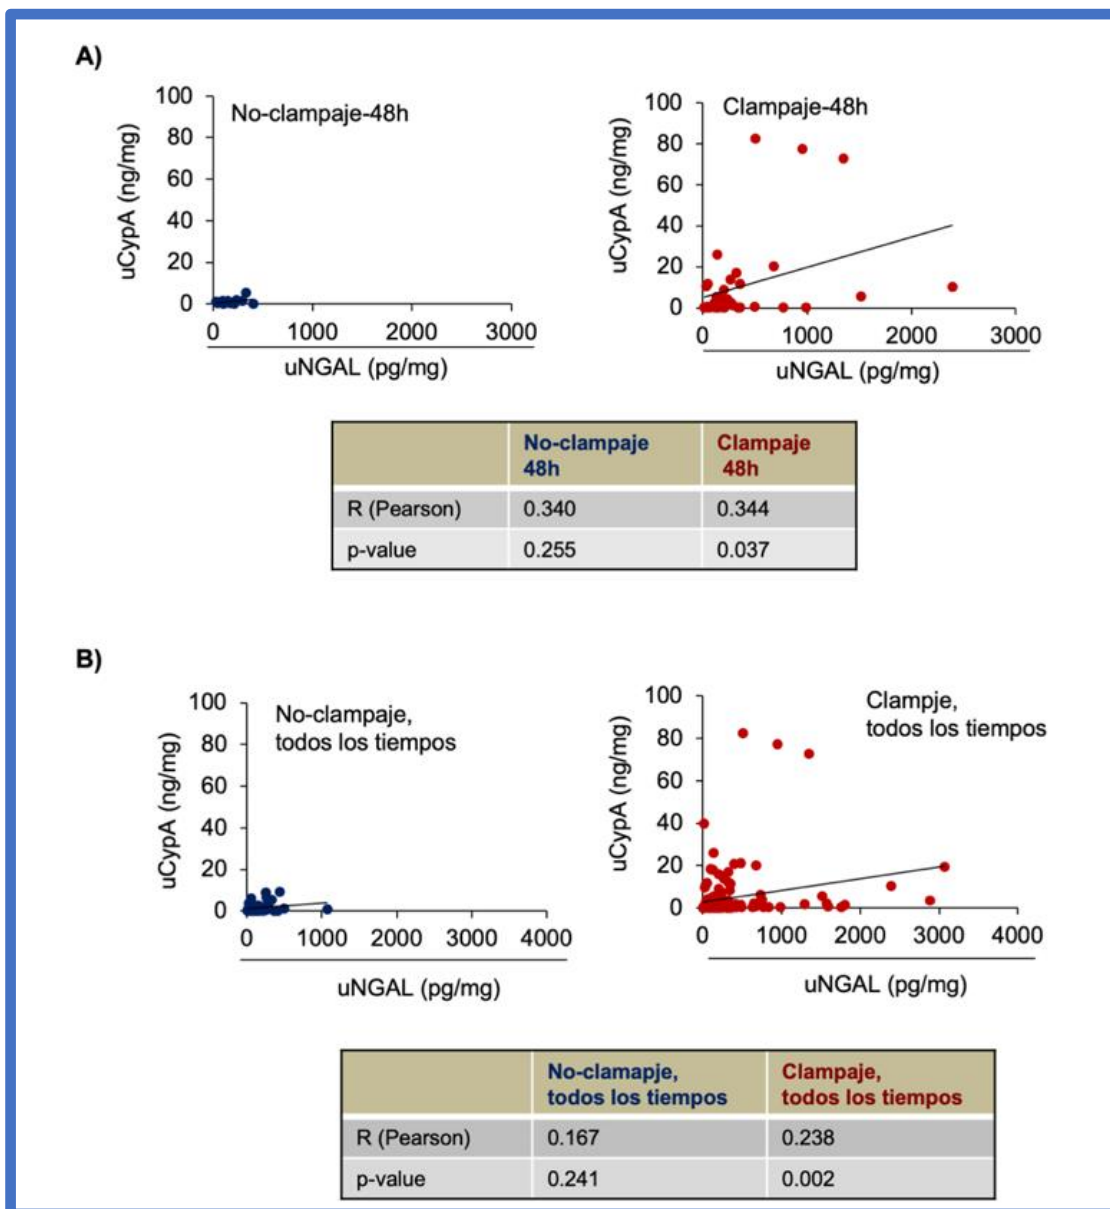 A)
No-clampaje-48h
100
80
60
40
20
0
uCypA (ng/mg)
0 1000 2000 3000
uNGAL (pg/mg)
Clampaje-48h
100
80
60
40
20
0
uCypA (ng/mg)
0 1000 2000 3000
uNGAL (pg/mg)
No-clampaje Clampaje
48h 48h
R (Pearson) 0.340 0.344
p-value 0.255 0.037
B)
No-clampaje,
todos los tiempos
100
80
60
40
20
0
uCypA (ng/mg)
0 1000 2000 3000 4000
uNGAL (pg/mg)
Clampje,
todos los tiempos
100
80
60
40
20
0
uCypA (ng/mg)
0 1000 2000 3000 4000
uNGAL (pg/mg)
No-clamapje, Clampaje,
todos los tiempos todos los tiempos
R (Pearson) 0.167 0.238
p-value 0.241 0.002